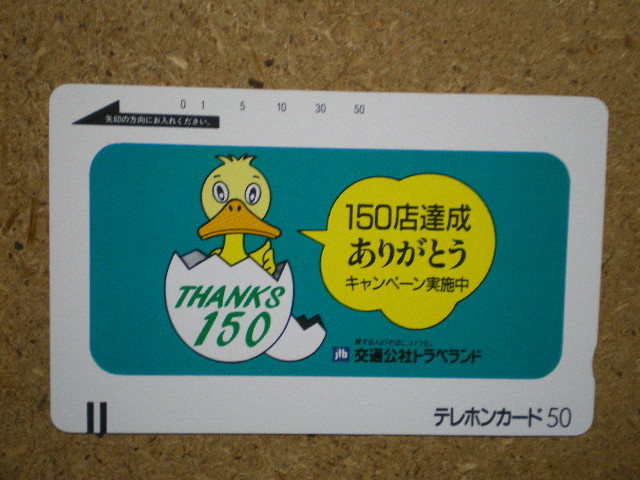 0 1 5 10 30 50
矢印の方向にお入れください。
150店達成
ありがとう
キャンペーン実施中
THANKS
150
jtb 交通公社トラベランド
テレホンカード50